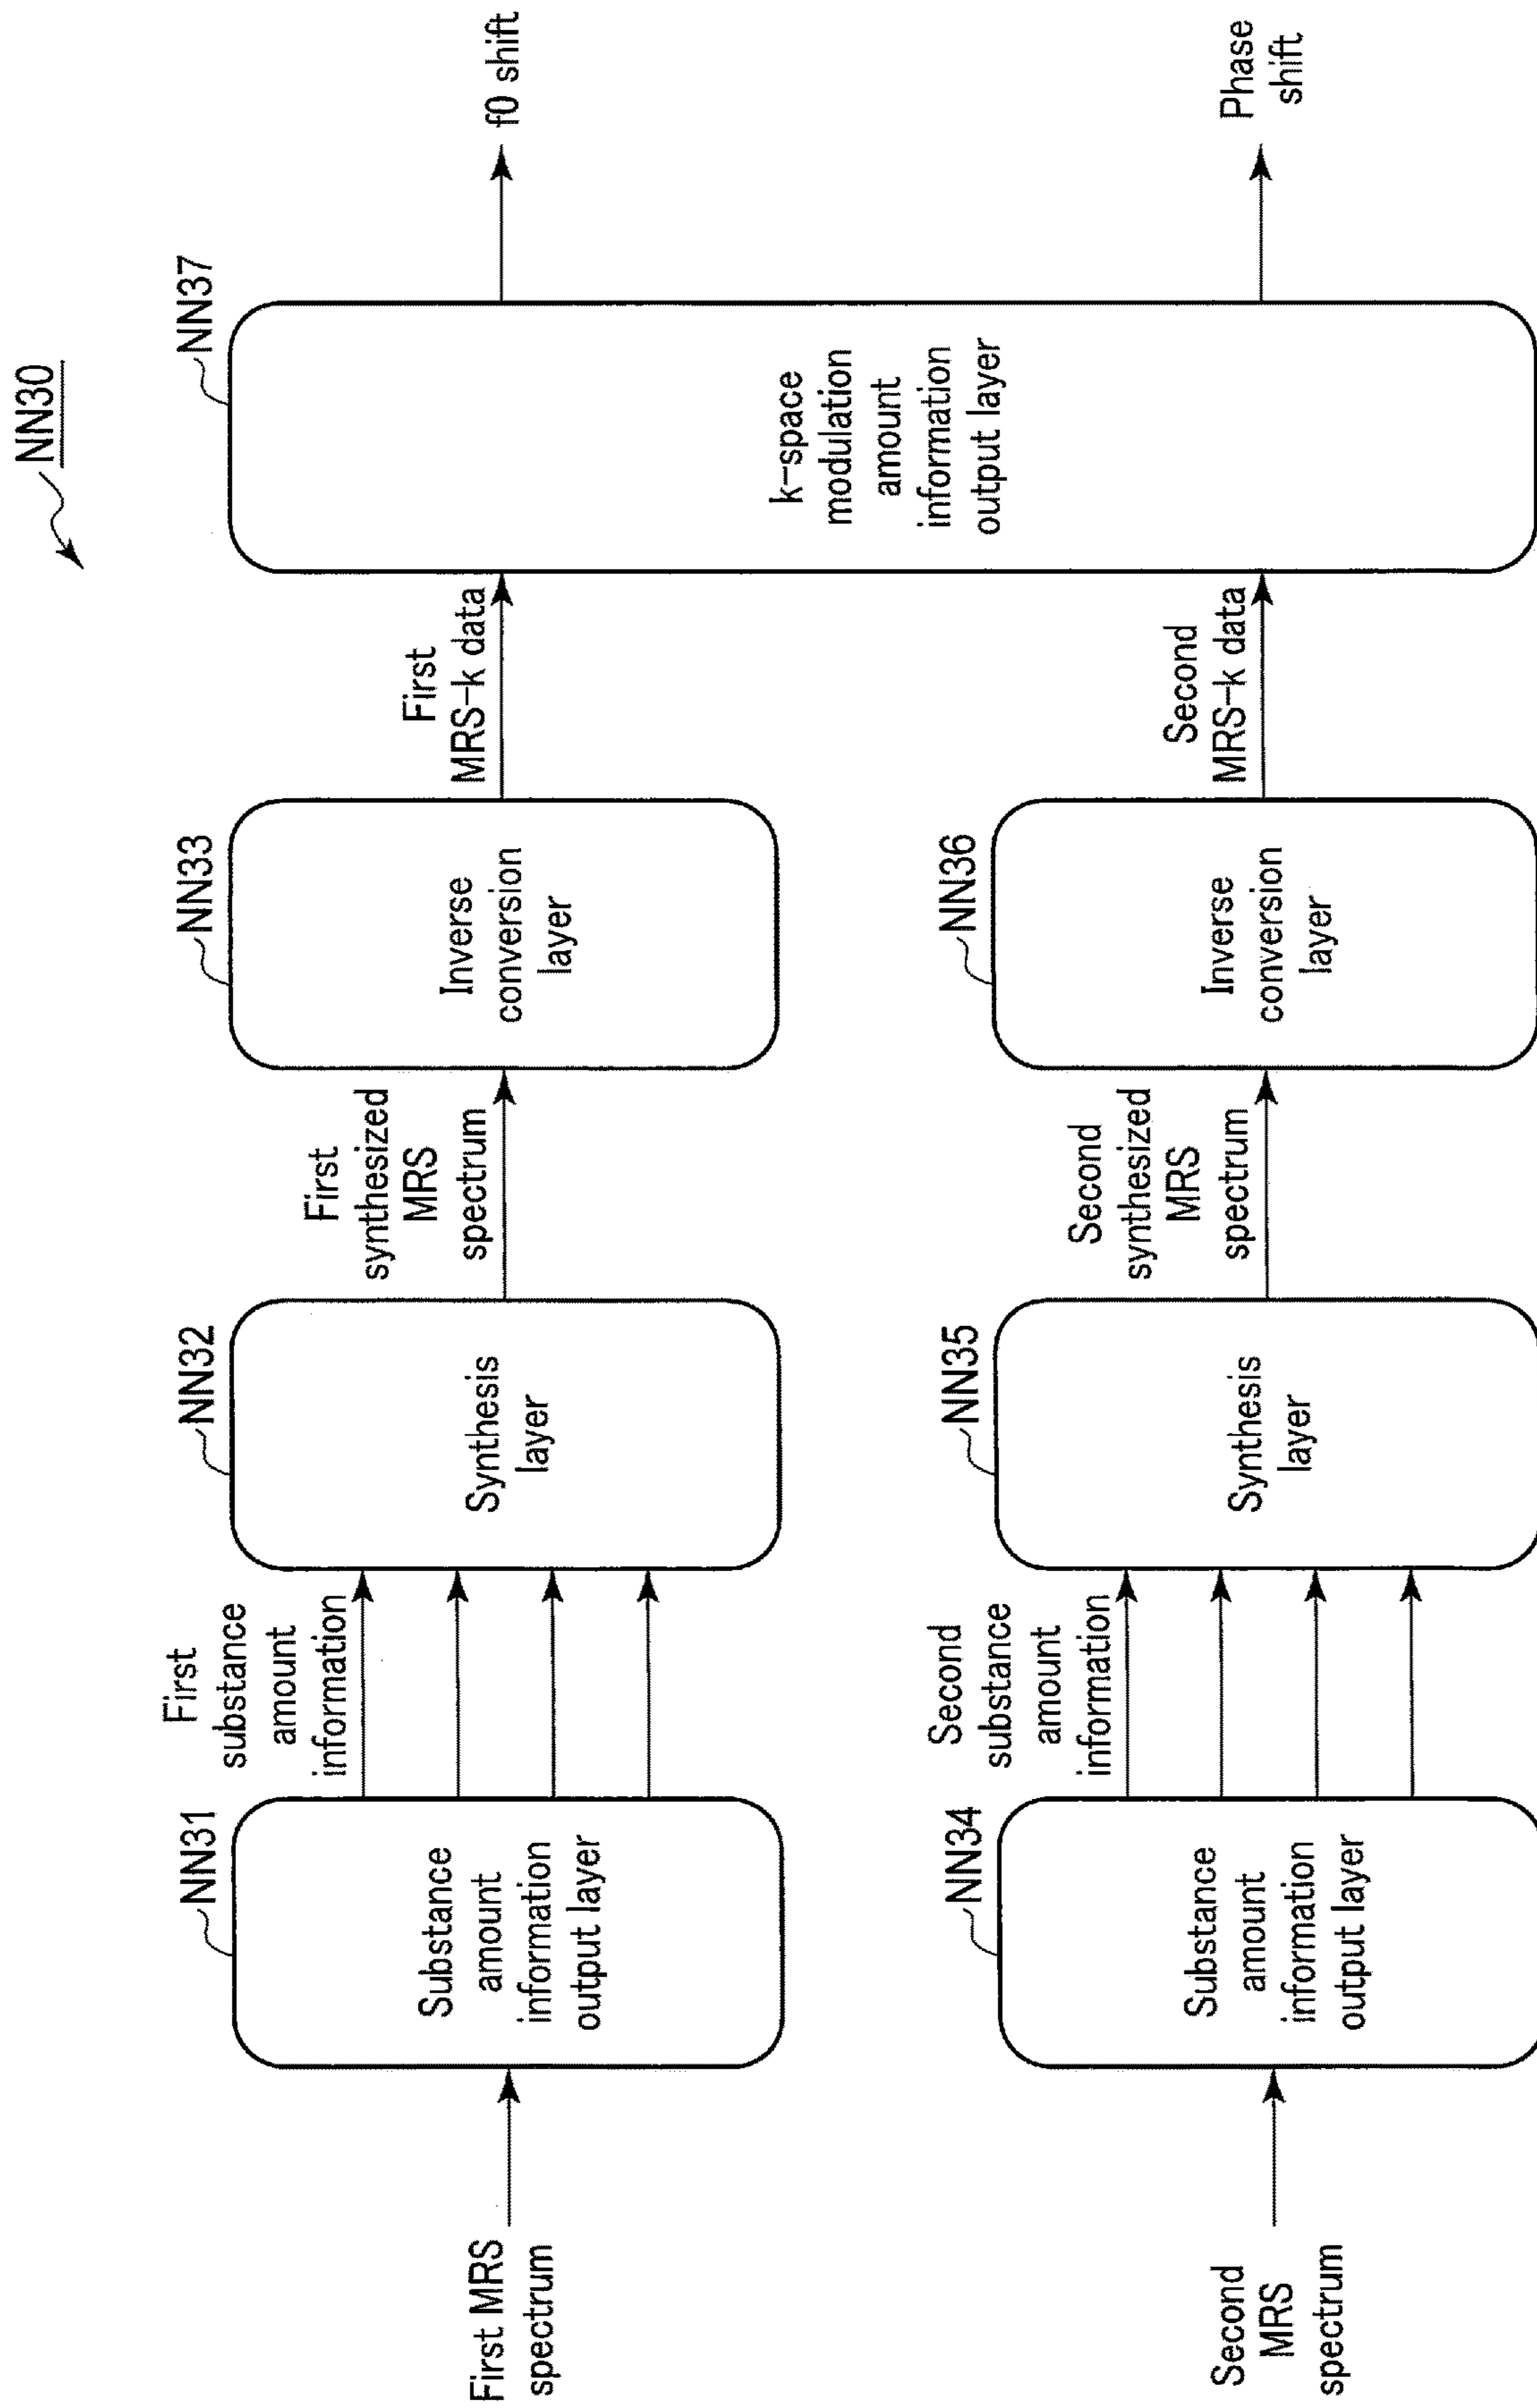 NN30
First MRS
spectrum
NN31
Substance
amount
information
output layer
First
substance
amount
information
NN32
Synthesis
layer
First
synthesized
MRS
spectrum
NN33
Inverse
conversion
layer
First
MRS-k data
NN37
k-space
modulation
amount
information
output layer
f0 shift
Second
MRS
spectrum
NN34
Substance
amount
information
output layer
Second
substance
amount
information
NN35
Synthesis
layer
Second
synthesized
MRS
spectrum
NN36
Inverse
conversion
layer
Second
MRS-k data
Phase
shift